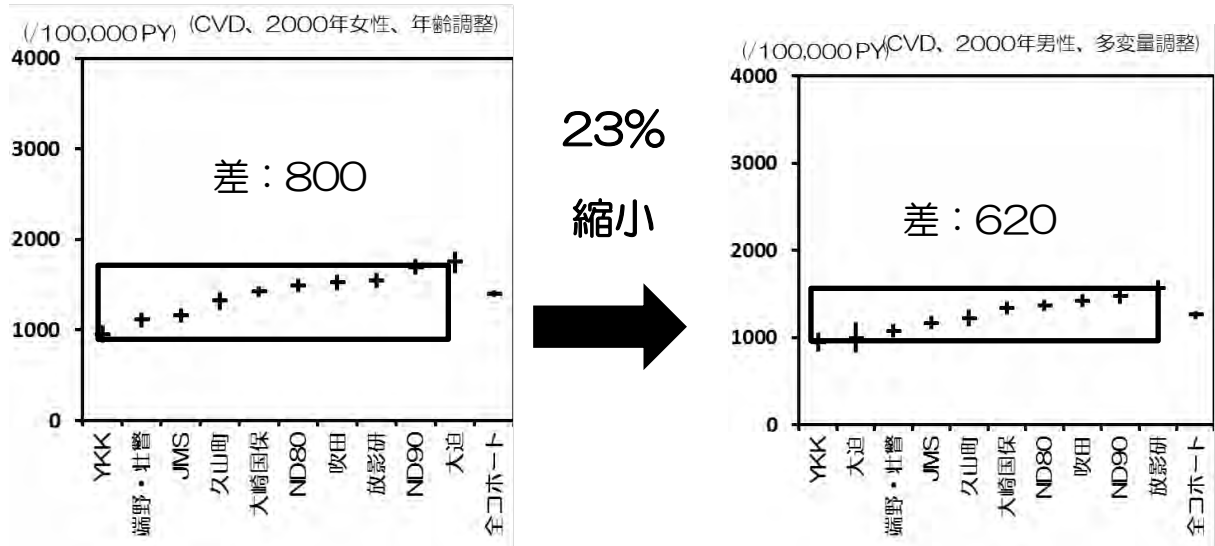 (/100,000 PY) (CVD、2000年女性、年齢調整)
4000
3000
2000
1000
0
差：800
YKK
端野・壮瞥
JMS
久山町
大崎国保
ND80
吹田
放影研
ND90
大迫
全コホート
23%
縮小
(/100,000 PY)(CVD、2000年男性、多変量調整)
4000
3000
2000
1000
0
差：620
YKK
大迫
端野・壮瞥
JMS
久山町
大崎国保
ND80
吹田
ND90
放影研
全コホート